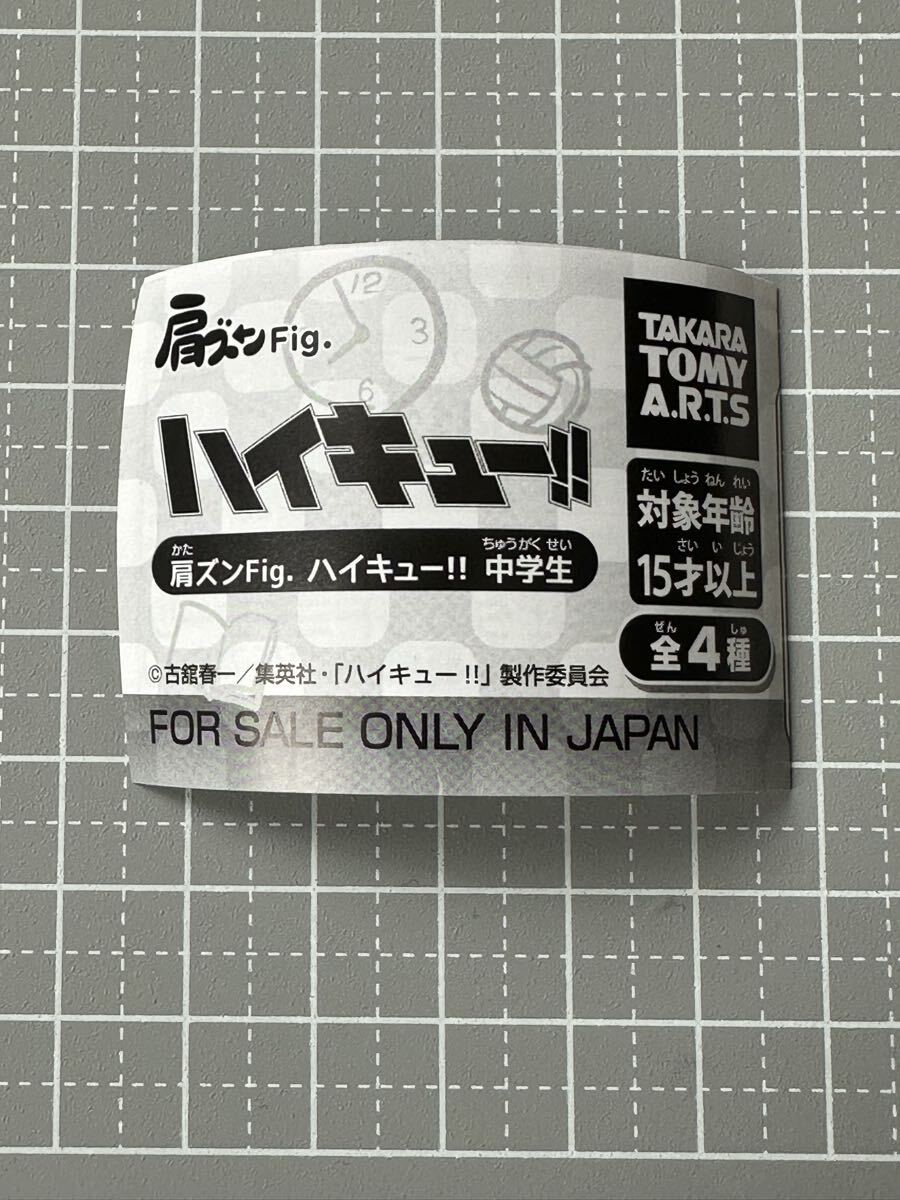 肩ズンFig.
12
3
6
ハイキュー!!
かた ちゅうがくせい
肩ズンFig. ハイキュー!! 中学生
©古舘春一/集英社・「ハイキュー!!」製作委員会
FOR SALE ONLY IN JAPAN
TAKARA
TOMY
A.R.T.S
たいしょうねんれい
対象年齢
さいいじょう
15才以上
ぜん しゅ
全4種